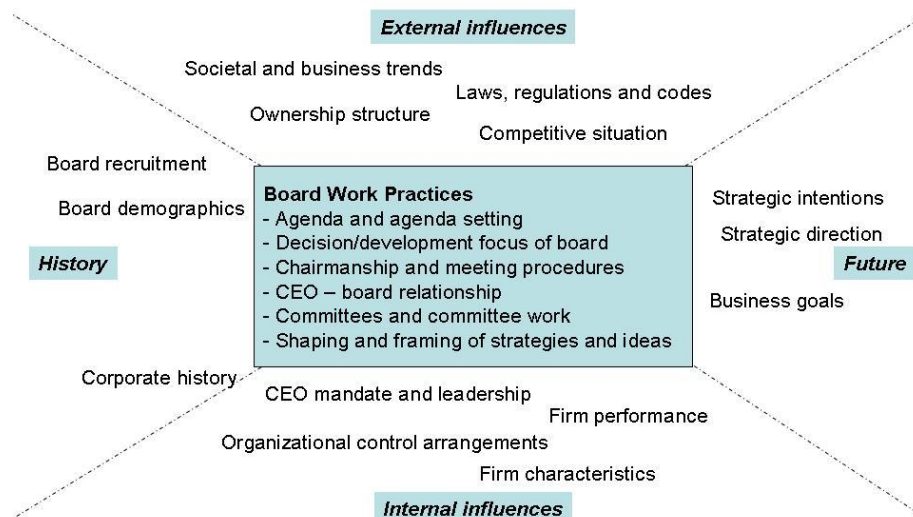 External influences
Societal and business trends
Laws, regulations and codes
Ownership structure
Competitive situation
Board recruitment
Board demographics
History
Board Work Practices
- Agenda and agenda setting
- Decision/development focus of board
- Chairmanship and meeting procedures
- CEO – board relationship
- Committees and committee work
- Shaping and framing of strategies and ideas
Strategic intentions
Strategic direction
Future
Business goals
Corporate history
CEO mandate and leadership
Firm performance
Organizational control arrangements
Firm characteristics
Internal influences